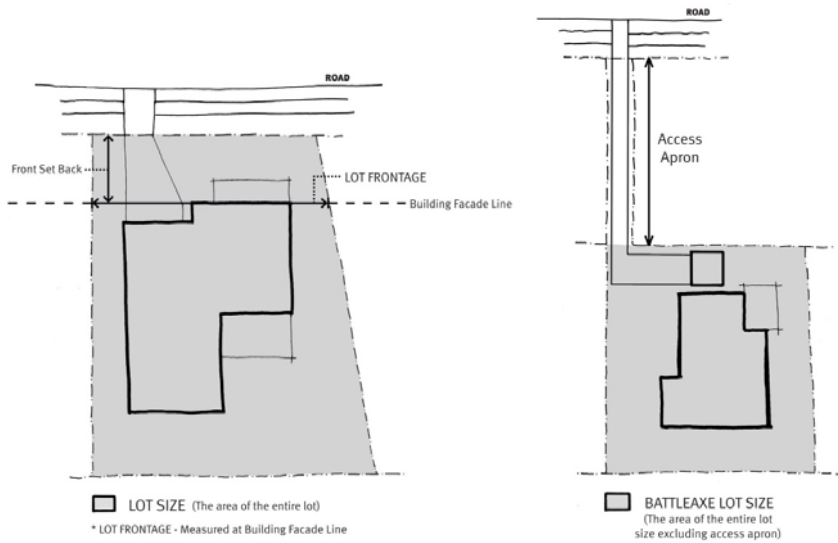 ROAD
Front Set Back
LOT FRONTAGE
Building Facade Line
LOT SIZE (The area of the entire lot)
* LOT FRONTAGE - Measured at Building Facade Line
ROAD
Access
Apron
BATTLEAXE LOT SIZE
(The area of the entire lot
size excluding access apron)